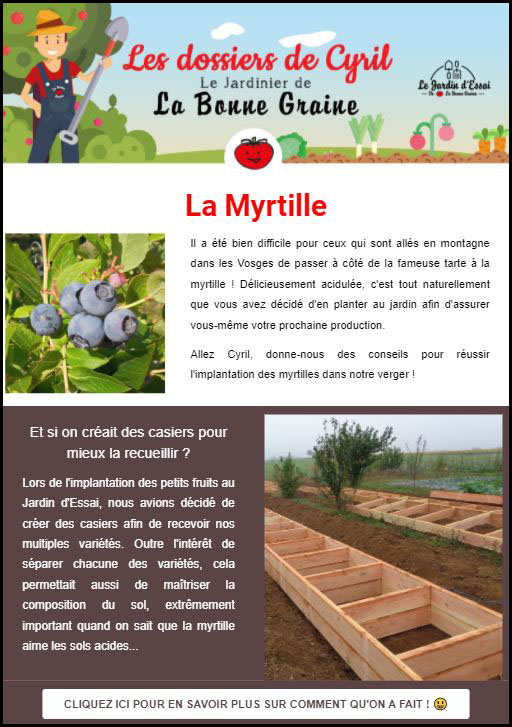 Les dossiers de Cyril
Le Jardinier de
La Bonne Graine
Le Jardin d'Essai
De La Bonne Graine
La Myrtille
Il a été bien difficile pour ceux qui sont allés en montagne
dans les Vosges de passer à côté de la fameuse tarte à la
myrtille ! Délicieusement acidulée, c'est tout naturellement
que vous avez décidé d'en planter au jardin afin d'assurer
vous-même votre prochaine production.
Allez Cyril, donne-nous des conseils pour réussir
l'implantation des myrtilles dans notre verger !
Et si on créait des casiers pour
mieux la recueillir ?
Lors de l'implantation des petits fruits au
Jardin d'Essai, nous avions décidé de
créer des casiers afin de recevoir nos
multiples variétés. Outre l'intérêt de
séparer chacune des variétés, cela
permettait aussi de maîtriser la
composition du sol, extrêmement
important quand on sait que la myrtille
aime les sols acides...
CLIQUEZ ICI POUR EN SAVOIR PLUS SUR COMMENT QU'ON A FAIT ! 😃